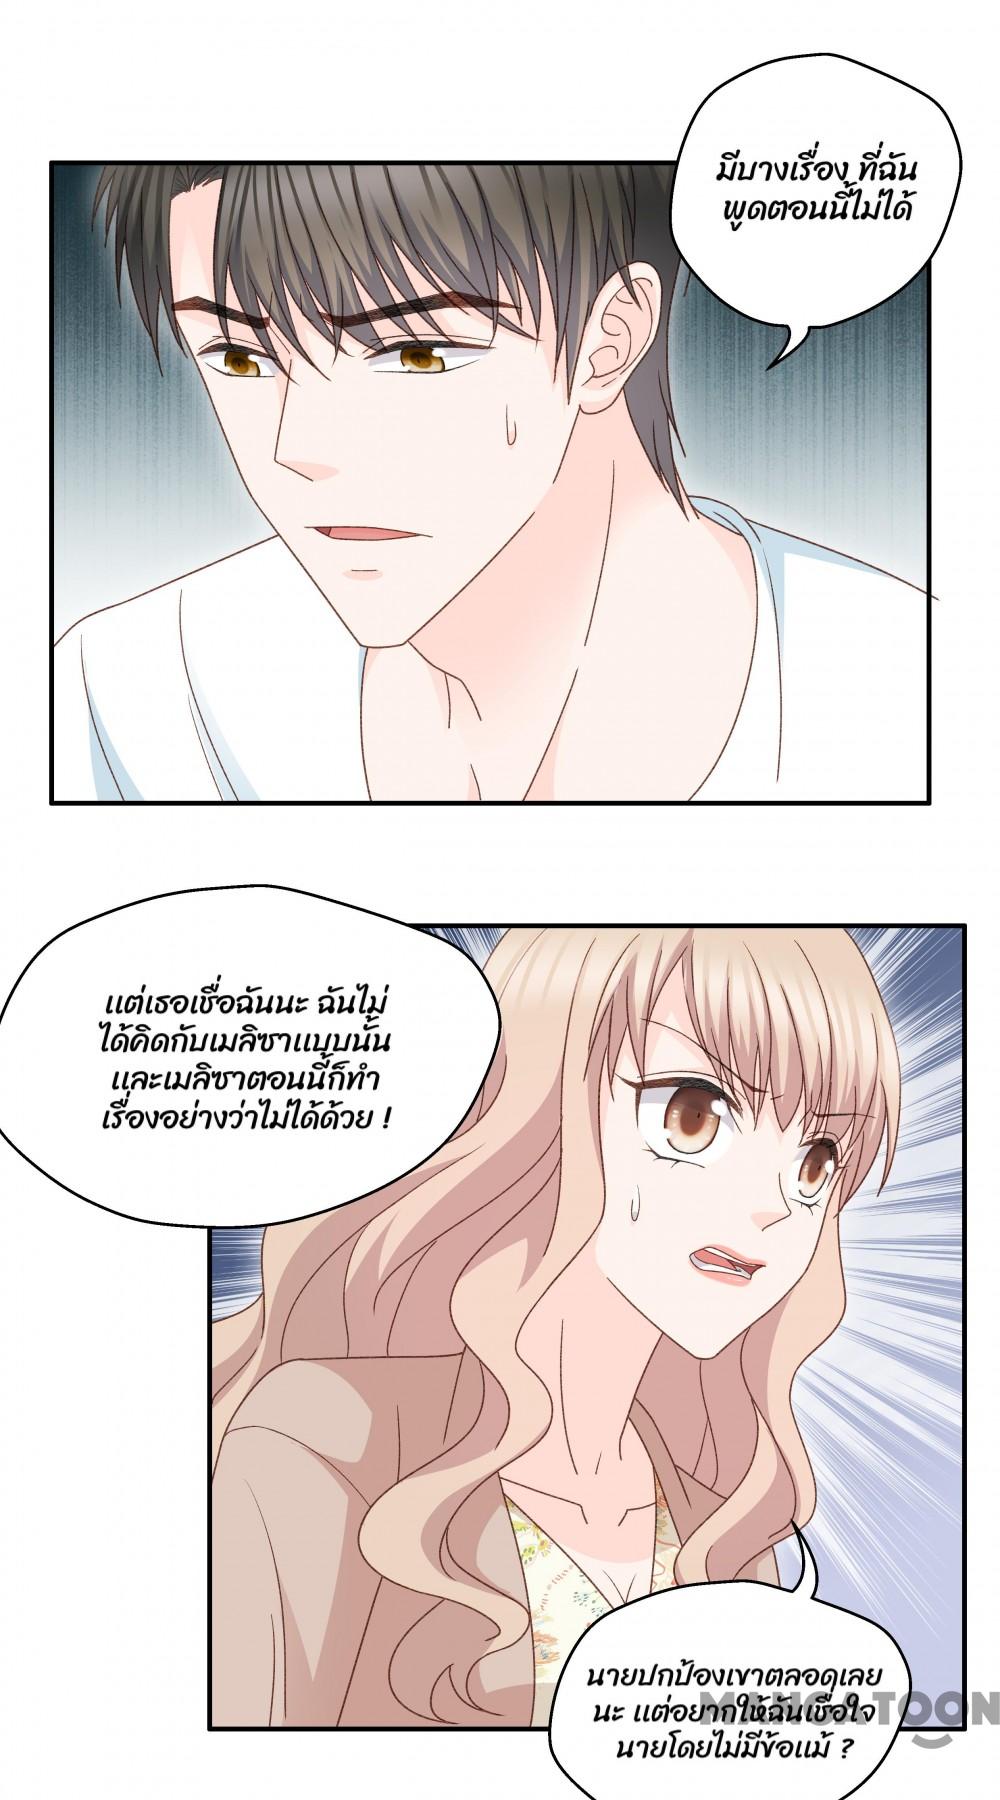 มีบางเรื่อง ที่ฉัน
พูดตอนนี้ไม่ได้
แต่เธอเชื่อฉันนะ ฉันไม่
ได้คิดกับเมลิซาแบบนั้น
และเมลิซาตอนนี้ก็ทำ
เรื่องอย่างว่าไม่ได้ด้วย !
นายปกป้องเขาตลอดเลย
นะ แต่อยากให้ฉันเชื่อใจ
นายโดยไม่มีข้อแม้ ?
MANGATOON